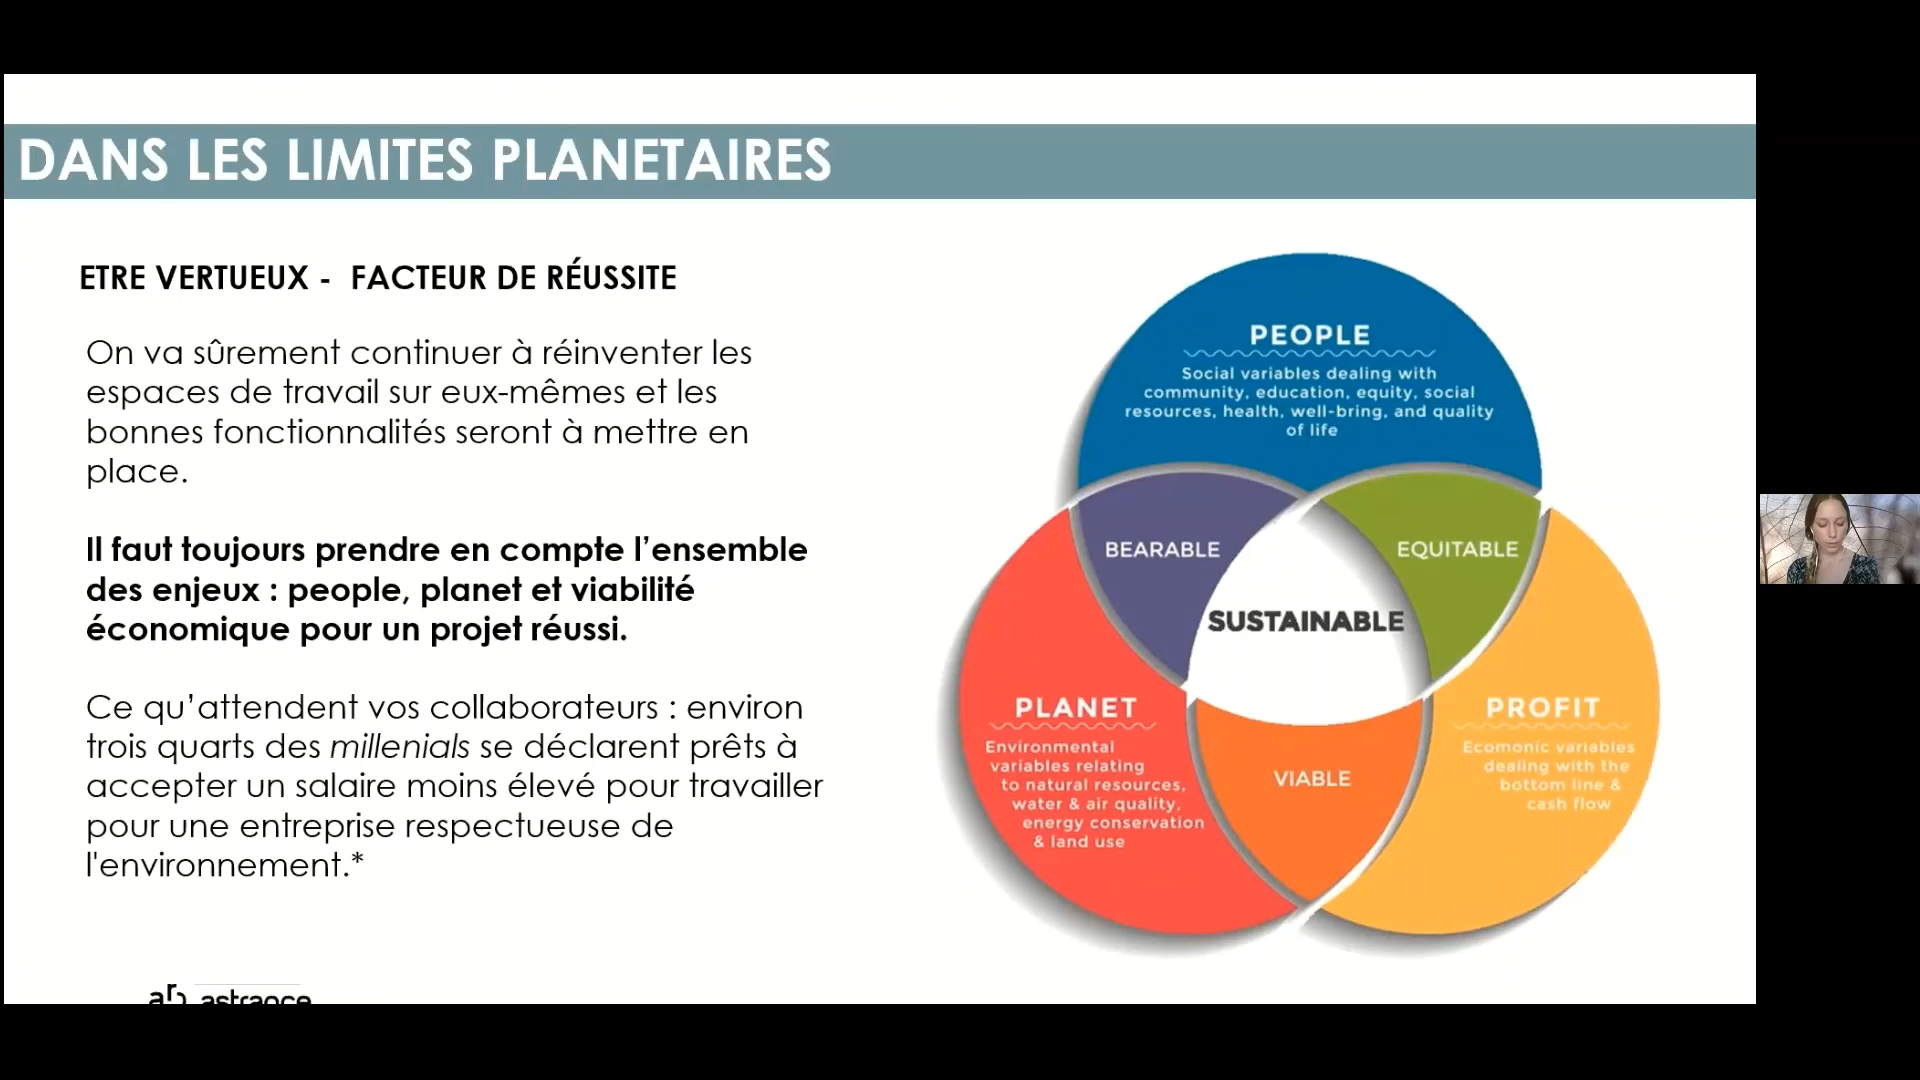 DANS LES LIMITES PLANETAIRES
ETRE VERTUEUX - FACTEUR DE RÉUSSITE
On va sûrement continuer à réinventer les
espaces de travail sur eux-mêmes et les
bonnes fonctionnalités seront à mettre en
place.
Il faut toujours prendre en compte l’ensemble
des enjeux : people, planet et viabilité
économique pour un projet réussi.
Ce qu’attendent vos collaborateurs : environ
trois quarts des millenials se déclarent prêts à
accepter un salaire moins élevé pour travailler
pour une entreprise respectueuse de
l'environnement.*
PEOPLE
Social variables dealing with
community, education, equity, social
resources, health, well-bring, and quality
of life
BEARABLE
EQUITABLE
SUSTAINABLE
PLANET
Environmental
variables relating
to natural resources,
water & air quality,
energy conservation
& land use
VIABLE
PROFIT
Ecomonic variables
dealing with the
bottom line &
cash flow